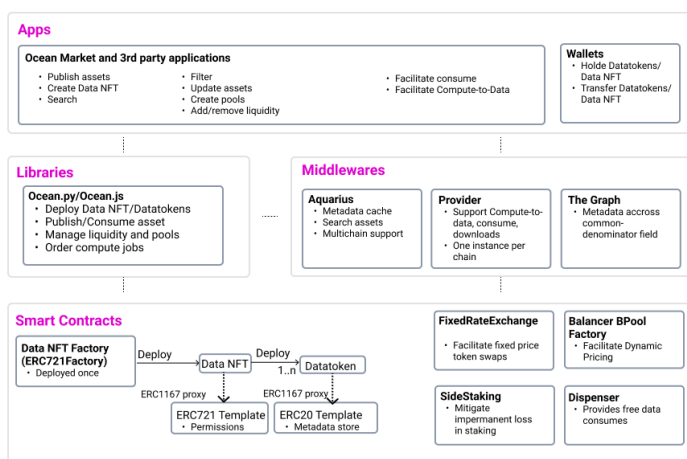 Apps
Ocean Market and 3rd party applications
• Publish assets
• Create Data NFT
• Search
• Filter
• Update assets
• Create pools
• Add/remove liquidity
• Facilitate consume
• Facilitate Compute-to-Data
Wallets
• Holde Datatokens/
Data NFT
• Transfer Datatokens/
Data NFT
Libraries
Ocean.py/Ocean.js
• Deploy Data NFT/Datatokens
• Publish/Consume asset
• Manage liquidity and pools
• Order compute jobs
Middlewares
Aquarius
• Metadata cache
• Search assets
• Multichain support
Provider
• Support Compute-to-
data, consume,
downloads
• One instance per
chain
The Graph
• Metadata accross
common-
denominator field
Smart Contracts
Data NFT Factory
(ERC721Factory)
• Deployed once
Deploy
Data NFT
Deploy
1..n
Datatoken
ERC1167 proxy
ERC1167 proxy
ERC721 Template
• Permissions
ERC20 Template
• Metadata store
FixedRateExchange
• Facilitate fixed price
token swaps
Balancer BPool
Factory
• Facilitate Dynamic
Pricing
SideStaking
• Mitigate
impermanent loss
in staking
Dispenser
• Provides free data
consumes